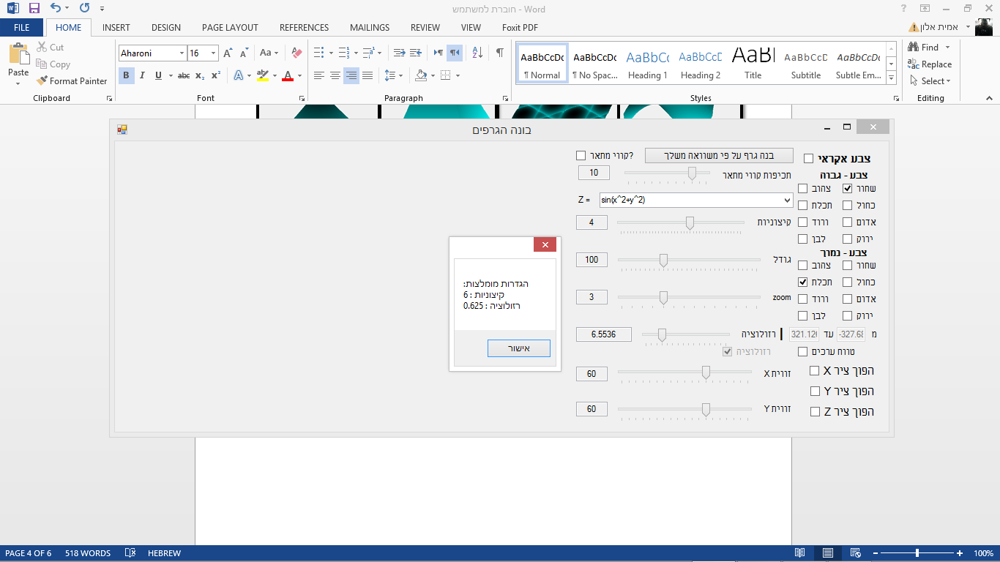 חוברת למשתמש - Word
FILE HOME INSERT DESIGN PAGE LAYOUT REFERENCES MAILINGS REVIEW VIEW Foxit PDF
אמית אלון
Paste
Cut
Copy
Format Painter
Clipboard
Aharoni 16
Font
Paragraph
AaBbCcDc AaBbCcDc AaBbCc AaBbCcC AaBl AaBbCcD AaBbCcDc
¶ Normal ¶ No Spac... Heading 1 Heading 2 Title Subtitle Subtle Em...
Styles
Find
Replace
Select
Editing
בונה הגרפים
צבע אקראי
בנה גרף על פי משוואה משלך
קווי מתאר?
תכיפות קווי מתאר
10
Z =
sin(x^2+y^2)
קיצוניות
4
גודל
100
zoom
3
רזולוציה
6.5536
רזולוציה
זווית X
60
זווית Y
60
צבע - גבוה
שחור צהוב
כחול תכלת
אדום ורוד
ירוק לבן
צבע - נמוך
שחור צהוב
כחול תכלת
אדום ורוד
ירוק לבן
מ -327.68 עד 321.126
טווח ערכים
הפוך ציר X
הפוך ציר Y
הפוך ציר Z
הגדרות מומלצות:
קיצוניות : 6
רזולוציה : 0.625
אישור
PAGE 4 OF 6 518 WORDS HEBREW
100%